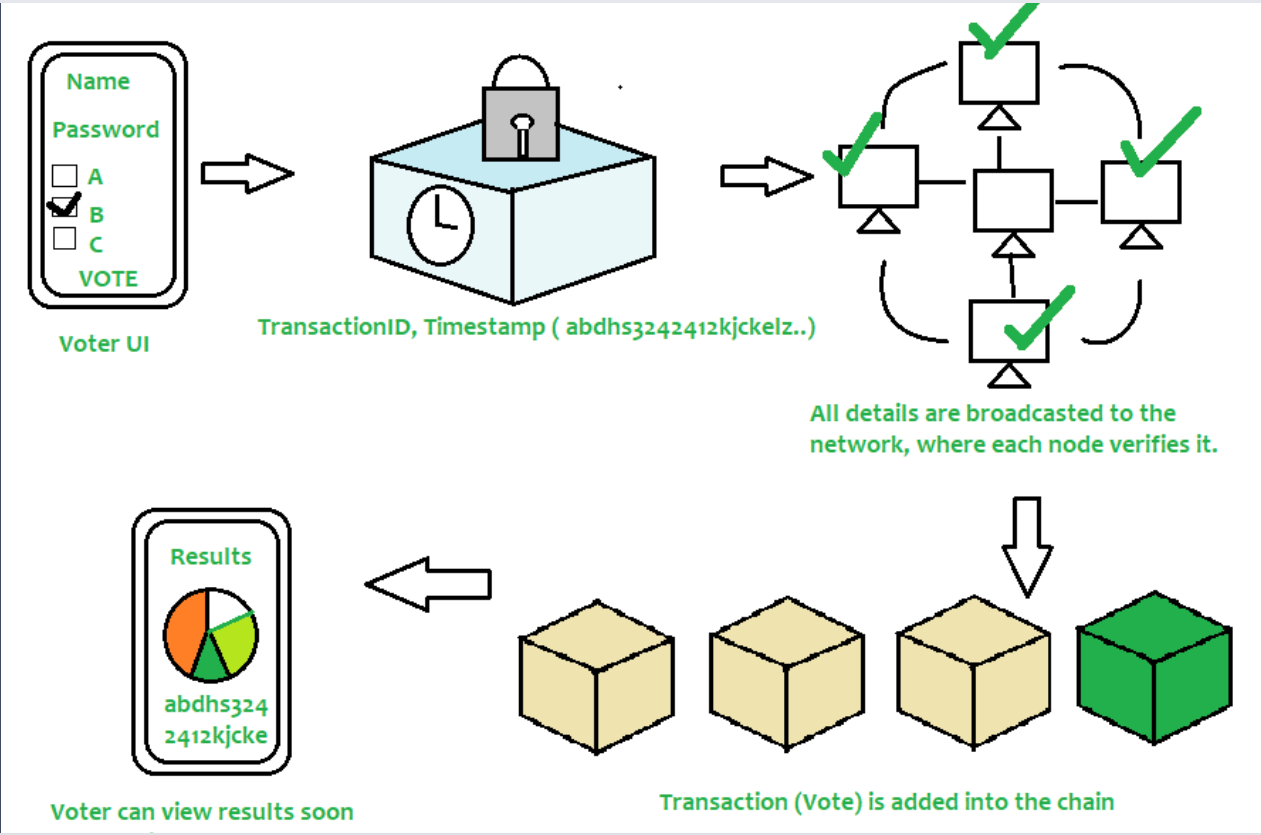 Name
Password
A
B
C
VOTE
Voter UI
TransactionID, Timestamp ( abdhs3242412kjckelz..)
All details are broadcasted to the
network, where each node verifies it.
Results
abdhs324
2412kjcke
Voter can view results soon
Transaction (Vote) is added into the chain